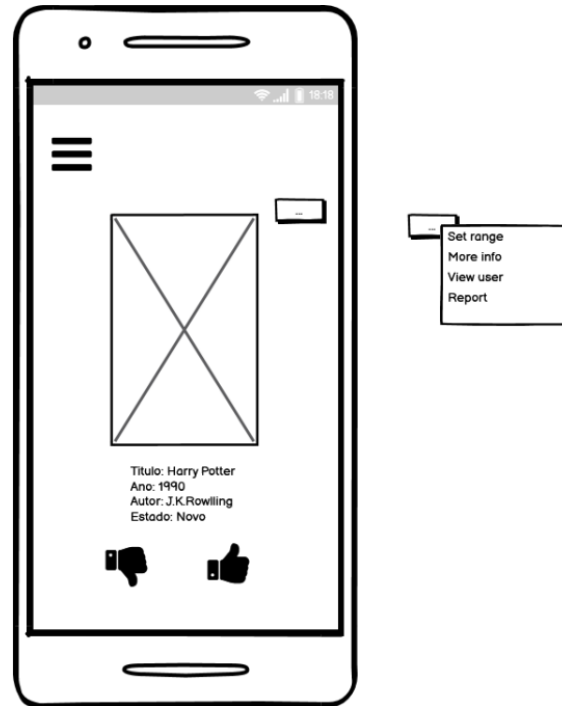 18:18
...
...
Set range
More info
View user
Report
Titulo: Harry Potter
Ano: 1990
Autor: J.K.Rowlling
Estado: Novo